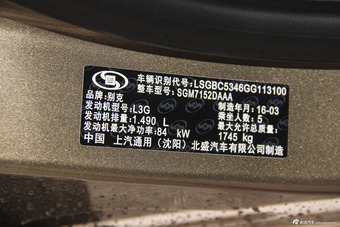 车辆识别代号：LSGBC5346GG113100
整车型号：SGM7152DAAA
品牌：别克 制造年月：16-03
发动机型号：L3G 乘坐人数：5
发动机排量：1.490 L 最大允许总质量：
发动机最大净功率：84 kW 1745 kg
中国 上汽通用（沈阳）北盛汽车有限公司制造